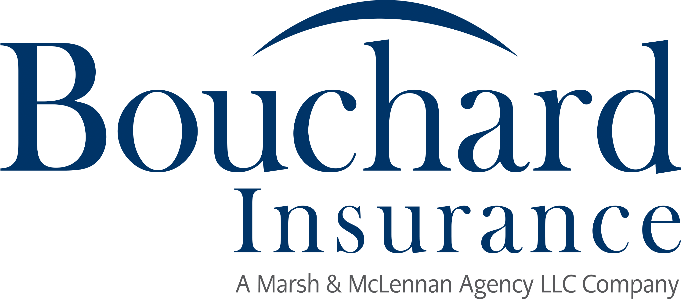 Bouchard
Insurance
A Marsh & McLennan Agency LLC Company